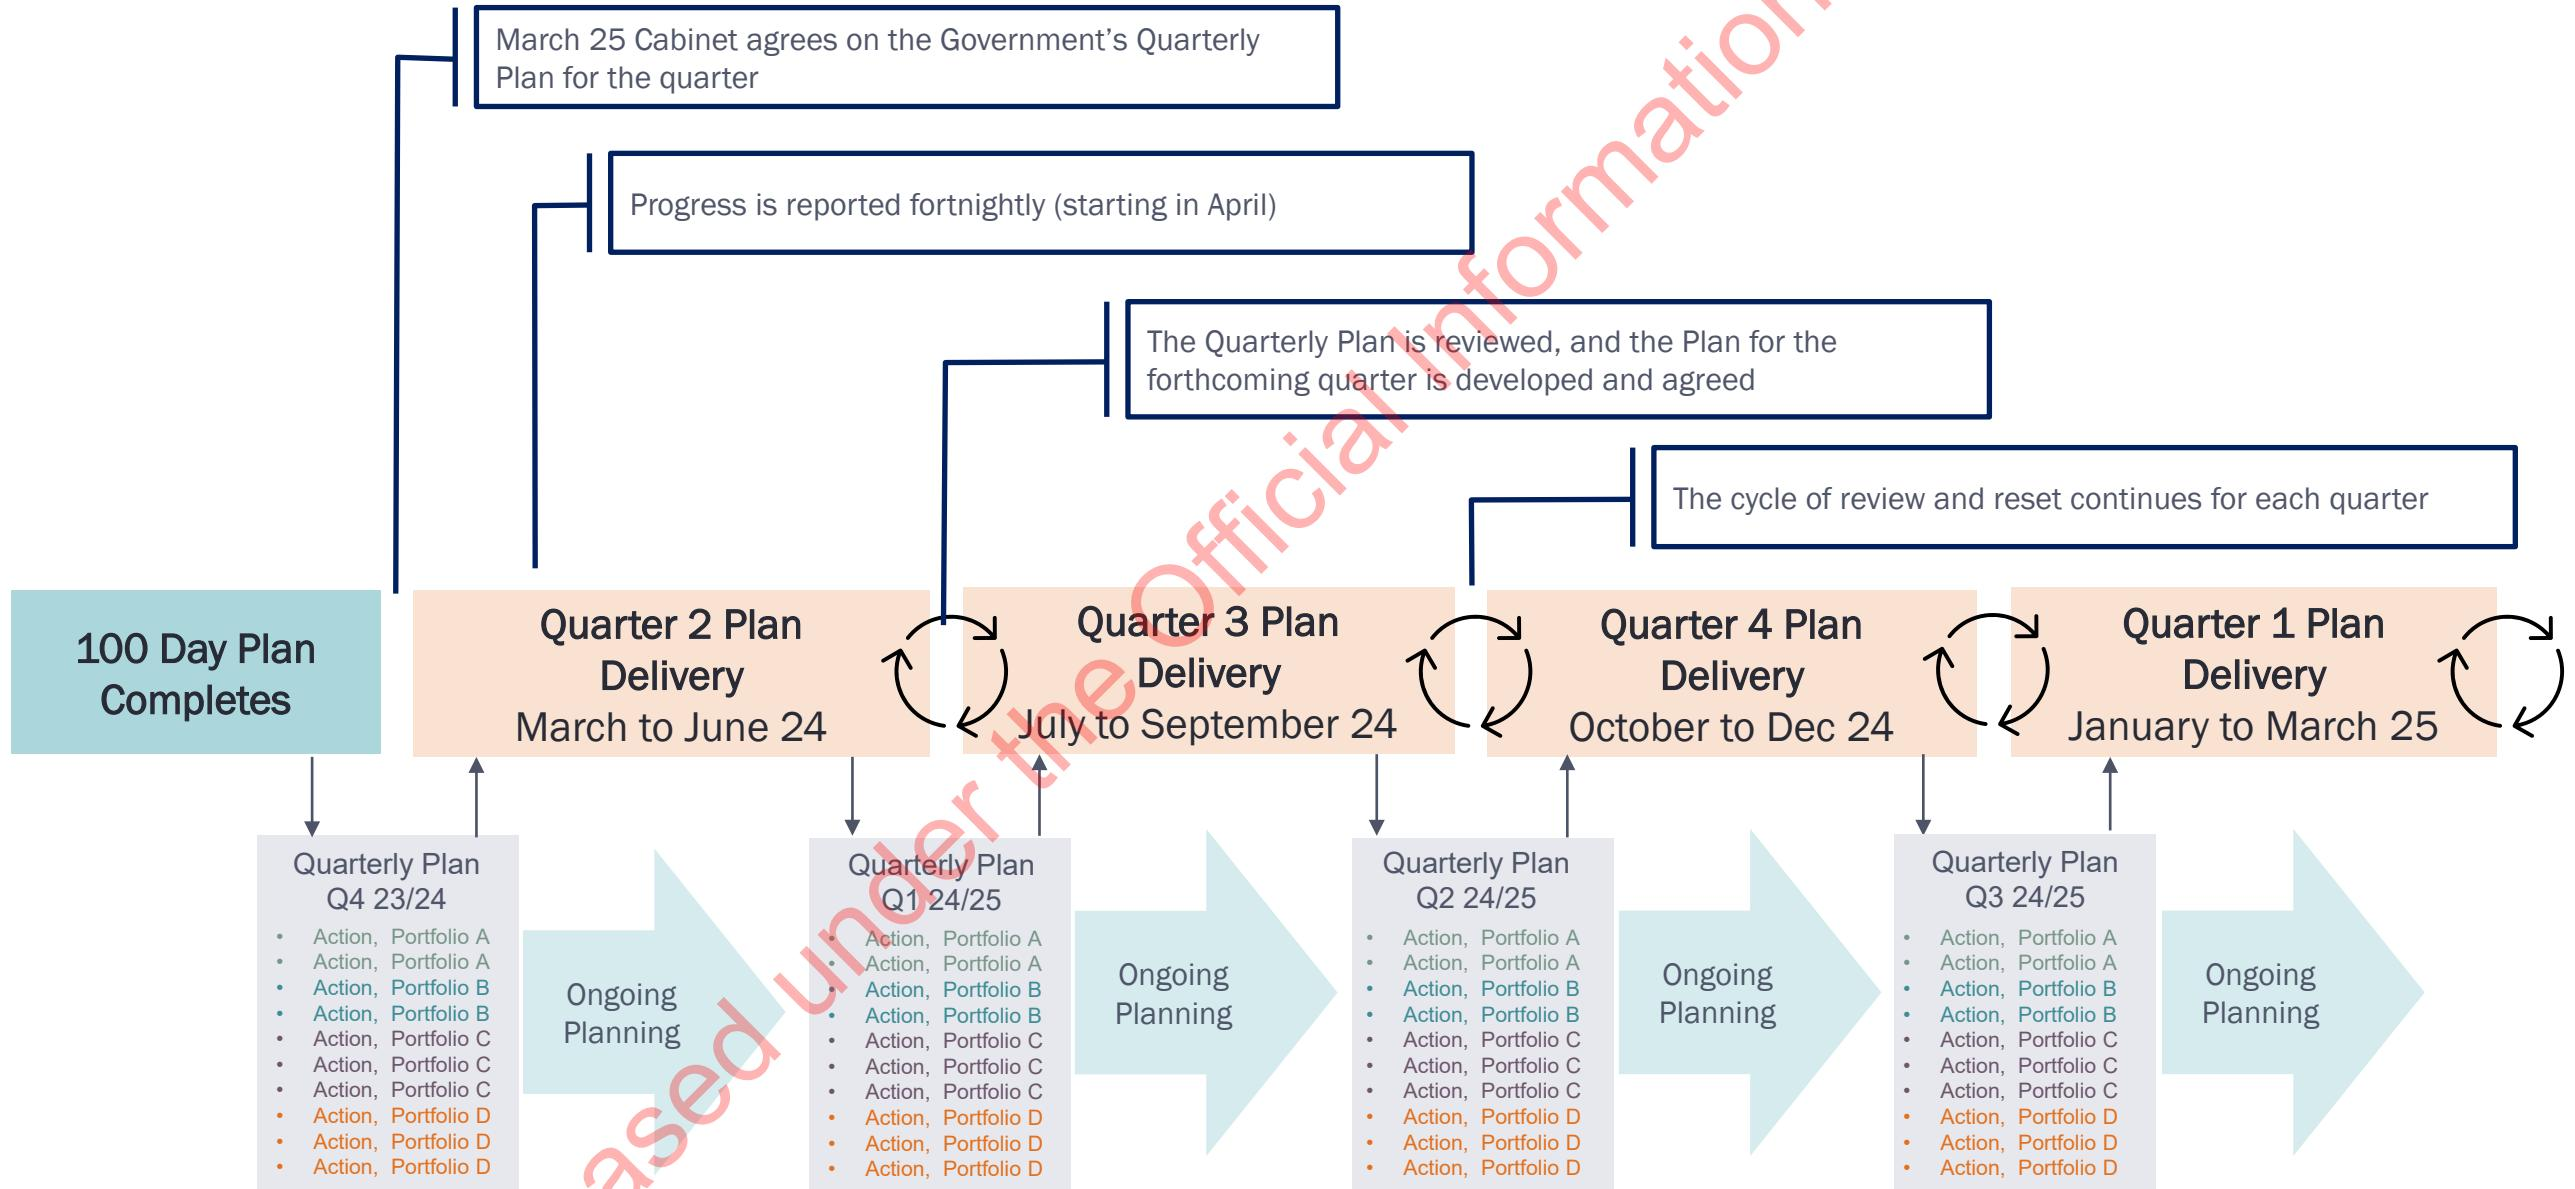 March 25 Cabinet agrees on the Government’s Quarterly
Plan for the quarter
Progress is reported fortnightly (starting in April)
The Quarterly Plan is reviewed, and the Plan for the
forthcoming quarter is developed and agreed
The cycle of review and reset continues for each quarter
100 Day Plan
Completes
Quarter 2 Plan
Delivery
March to June 24
Quarter 3 Plan
Delivery
July to September 24
Quarter 4 Plan
Delivery
October to Dec 24
Quarter 1 Plan
Delivery
January to March 25
Quarterly Plan
Q4 23/24
• Action, Portfolio A
• Action, Portfolio A
• Action, Portfolio B
• Action, Portfolio B
• Action, Portfolio C
• Action, Portfolio C
• Action, Portfolio C
• Action, Portfolio D
• Action, Portfolio D
• Action, Portfolio D
Ongoing
Planning
Quarterly Plan
Q1 24/25
• Action, Portfolio A
• Action, Portfolio A
• Action, Portfolio B
• Action, Portfolio B
• Action, Portfolio C
• Action, Portfolio C
• Action, Portfolio C
• Action, Portfolio D
• Action, Portfolio D
• Action, Portfolio D
Ongoing
Planning
Quarterly Plan
Q2 24/25
• Action, Portfolio A
• Action, Portfolio A
• Action, Portfolio B
• Action, Portfolio B
• Action, Portfolio C
• Action, Portfolio C
• Action, Portfolio C
• Action, Portfolio D
• Action, Portfolio D
• Action, Portfolio D
Ongoing
Planning
Quarterly Plan
Q3 24/25
• Action, Portfolio A
• Action, Portfolio A
• Action, Portfolio B
• Action, Portfolio B
• Action, Portfolio C
• Action, Portfolio C
• Action, Portfolio C
• Action, Portfolio D
• Action, Portfolio D
• Action, Portfolio D
Ongoing
Planning
ased under the Official Information